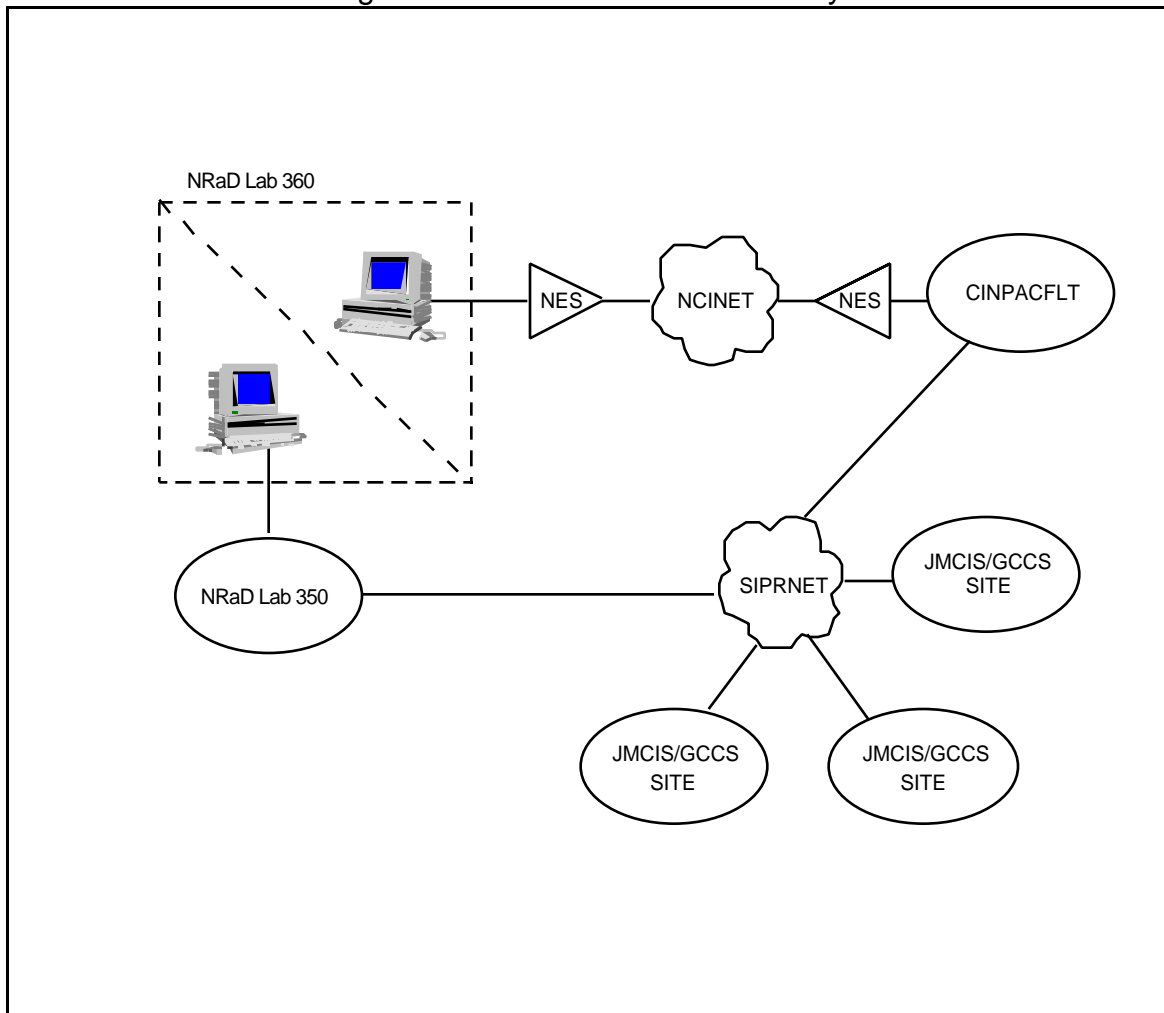 NRaD Lab 360
NES
NCINET
NES
CINPACFLT
NRaD Lab 350
SIPRNET
JMCIS/GCCS
SITE
JMCIS/GCCS
SITE
JMCIS/GCCS
SITE